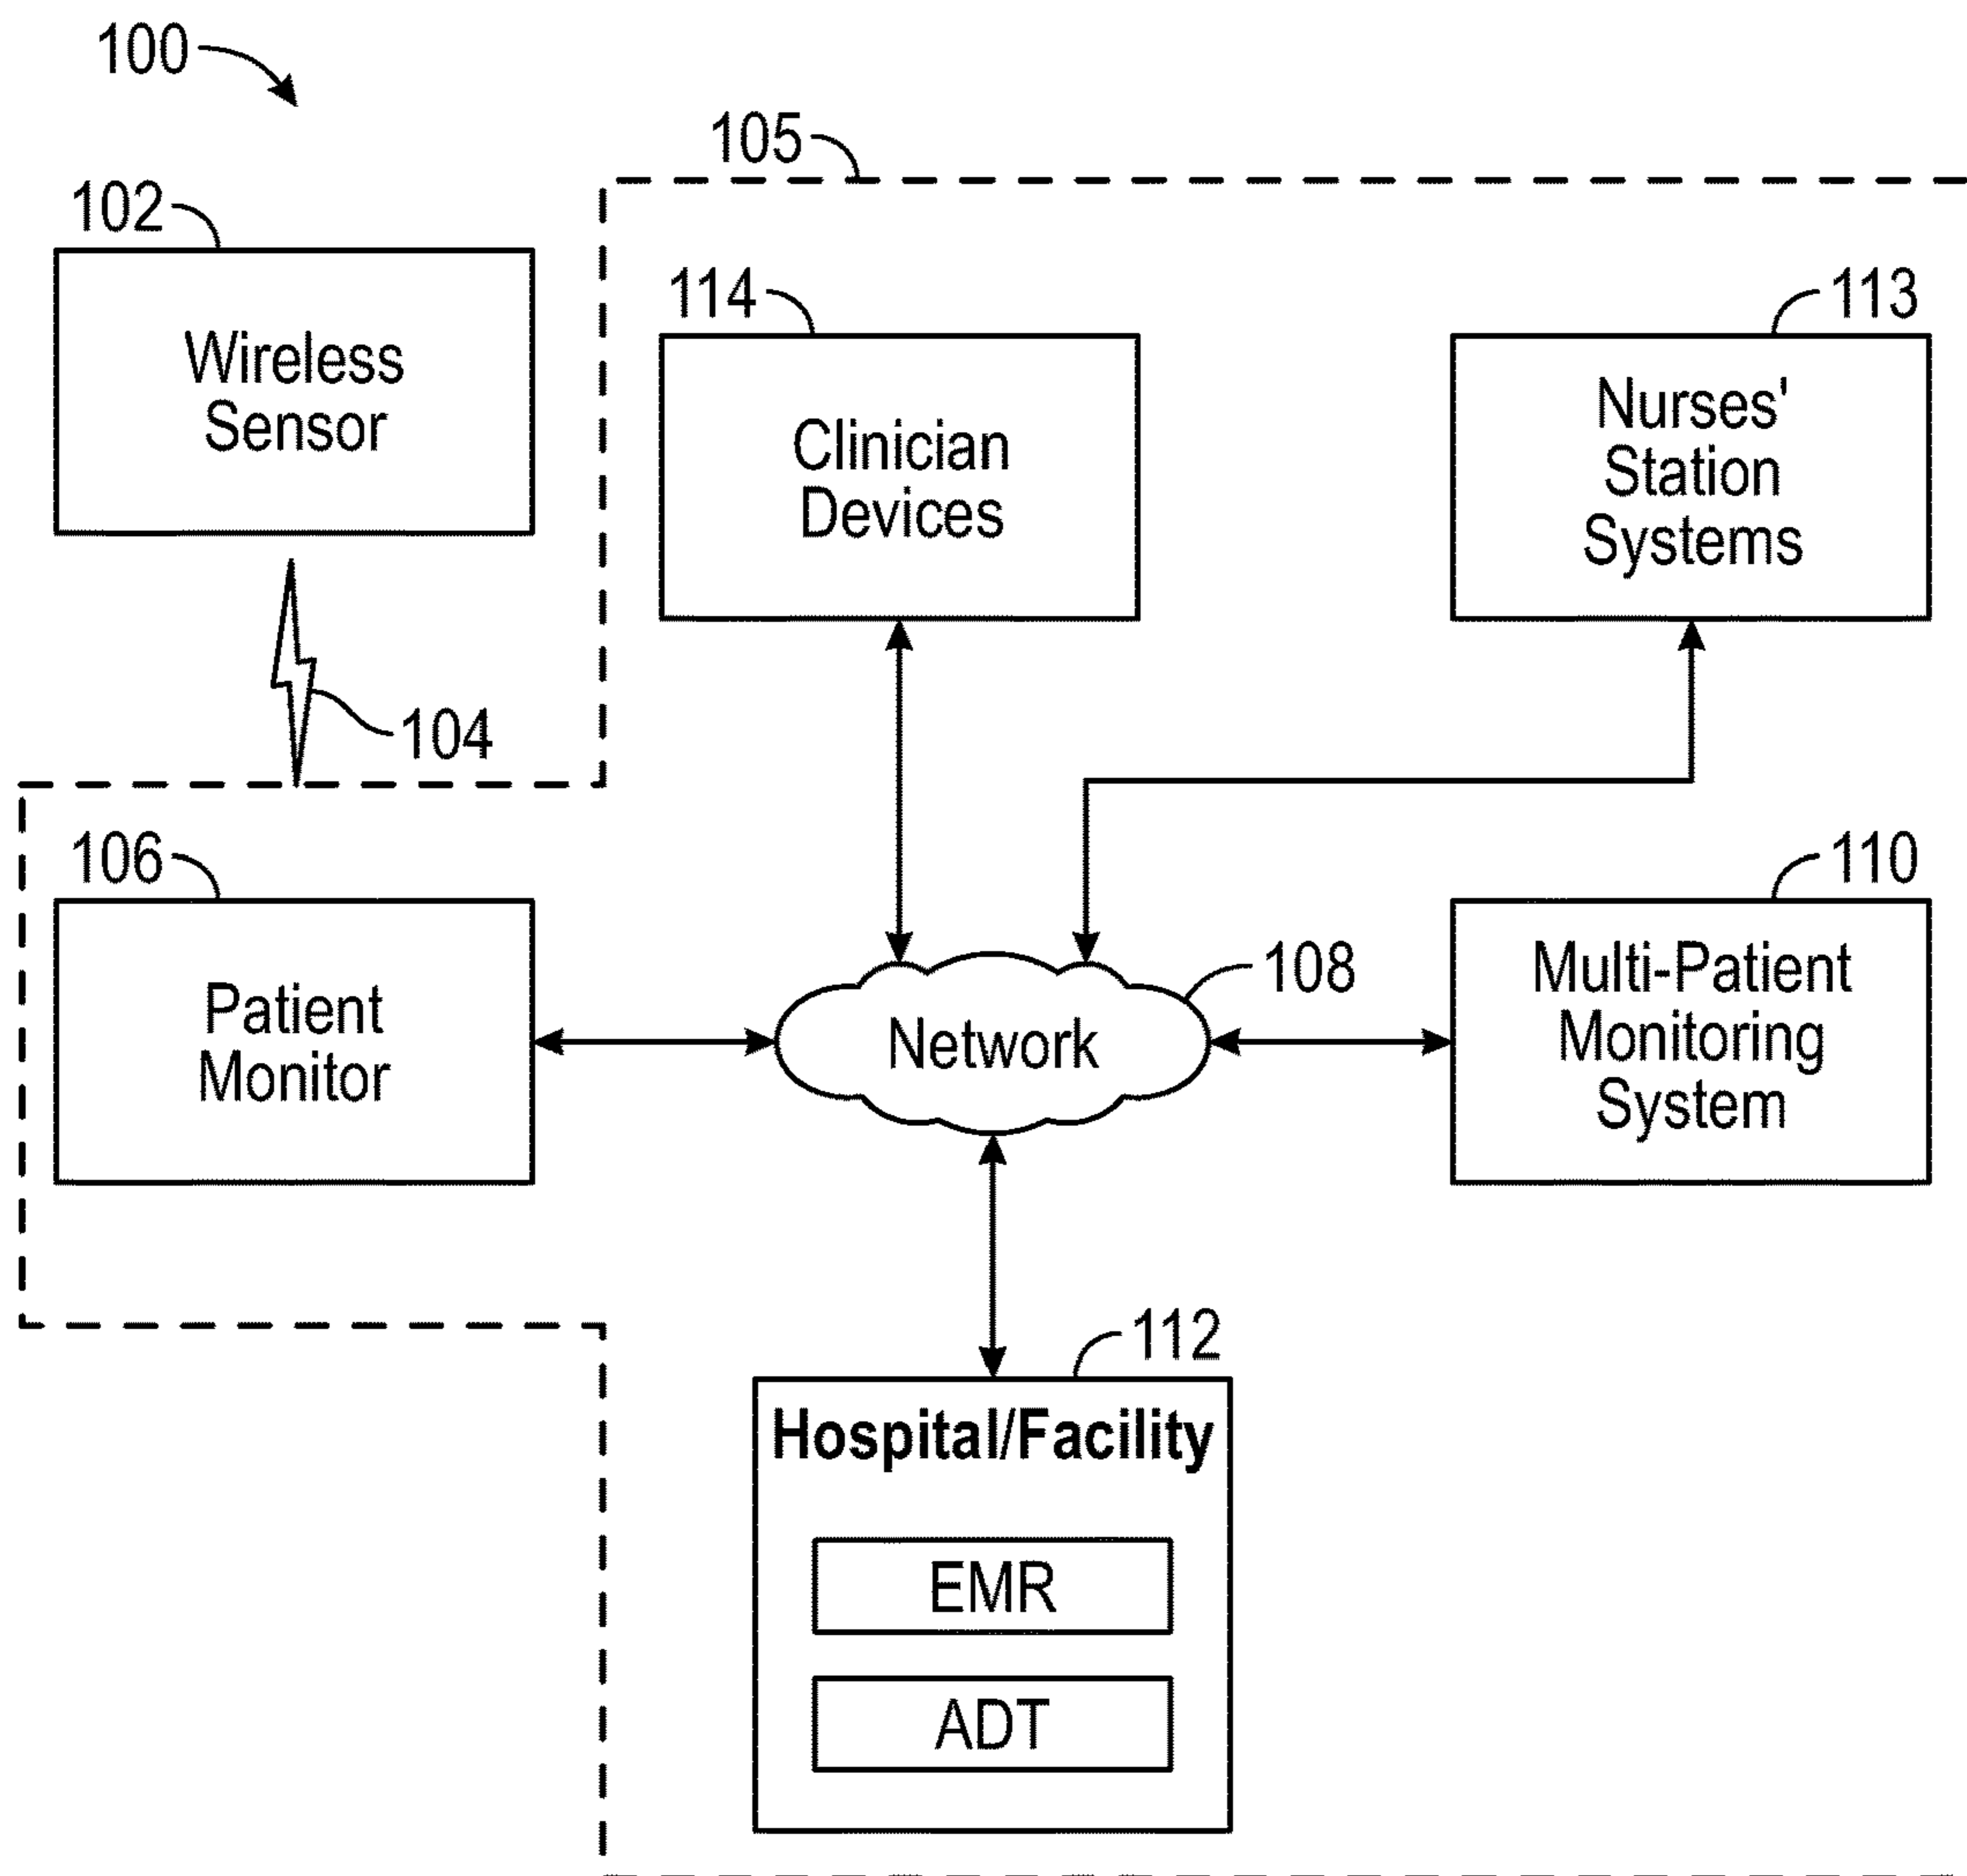 100
105
102
Wireless
Sensor
114
Clinician
Devices
113
Nurses'
Station
Systems
104
106
Patient
Monitor
108
Network
110
Multi-Patient
Monitoring
System
112
Hospital/Facility
EMR
ADT